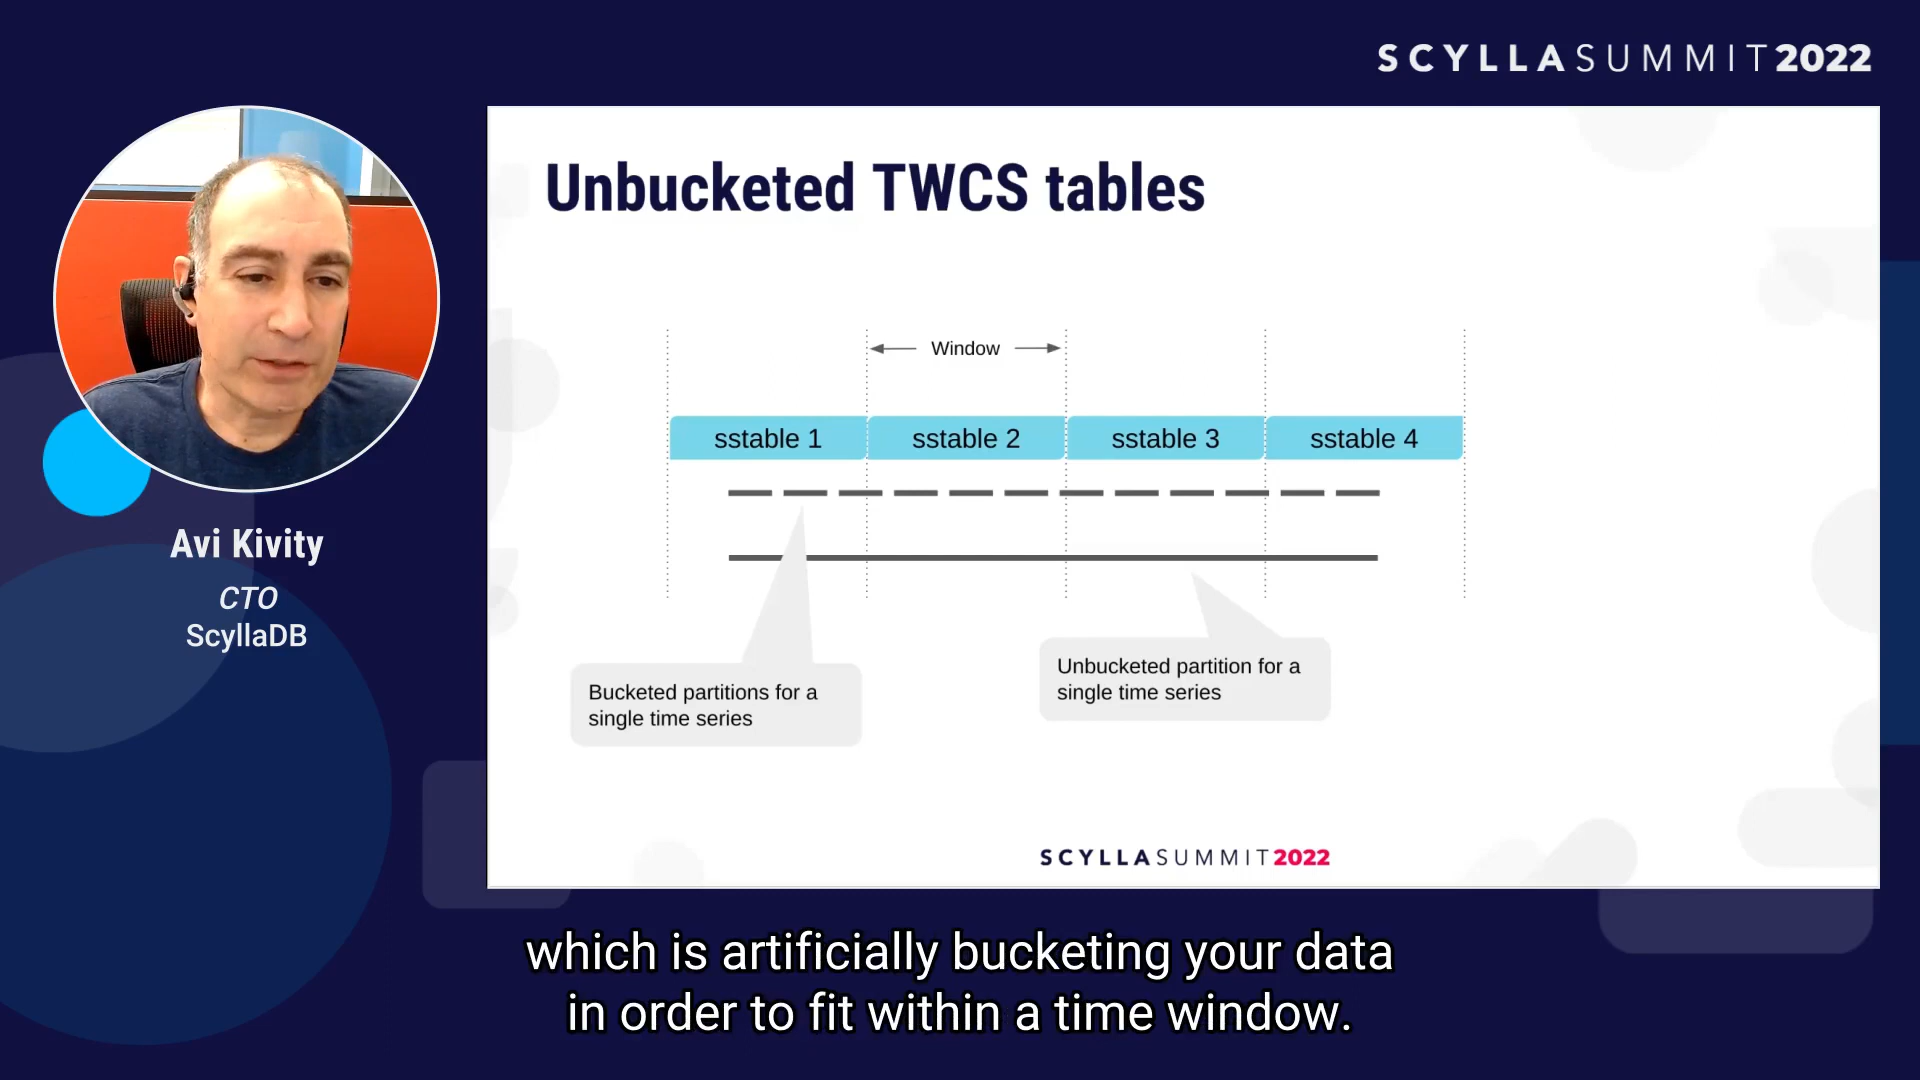 SCYLLASUMMIT2022
Unbucketed TWCS tables
Window
sstable 1
sstable 2
sstable 3
sstable 4
Avi Kivity
CTO
ScyllaDB
Bucketed partitions for a
single time series
Unbucketed partition for a
single time series
SCYLLASUMMIT2022
which is artificially bucketing your data
in order to fit within a time window.